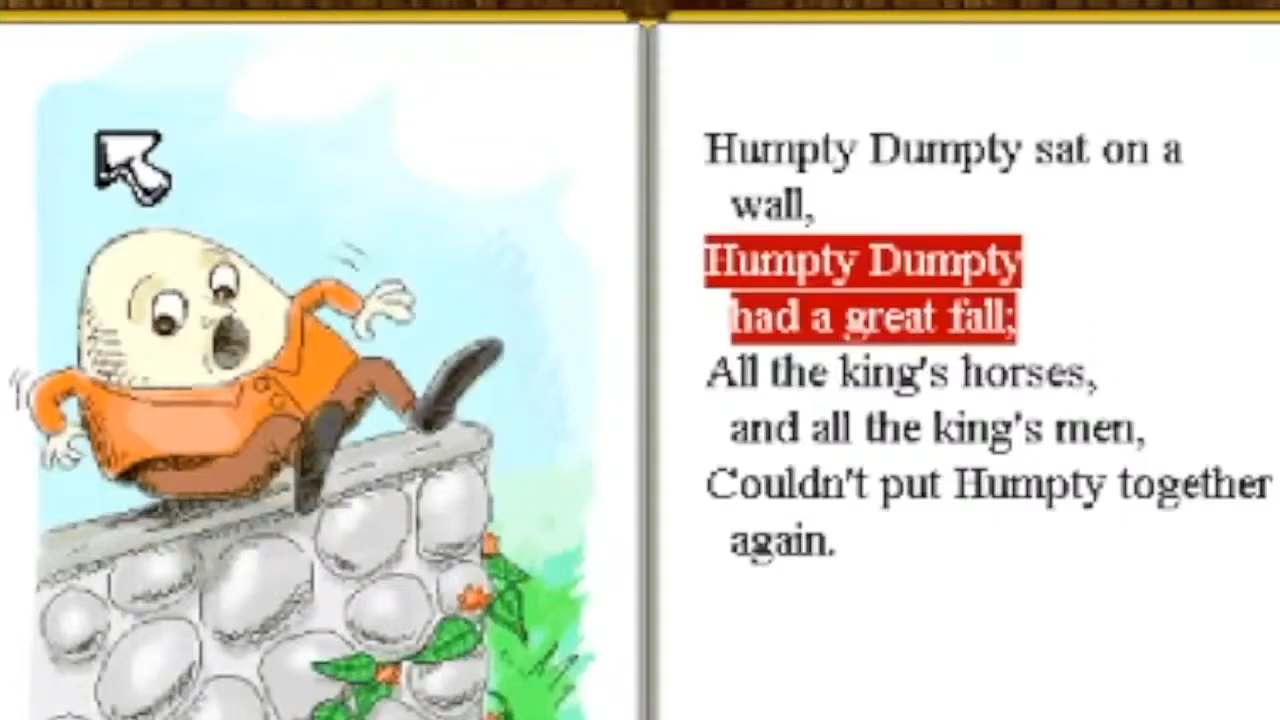 Humpty Dumpty sat on a
wall,
Humpty Dumpty
had a great fall;
All the king's horses,
and all the king's men,
Couldn't put Humpty together
again.